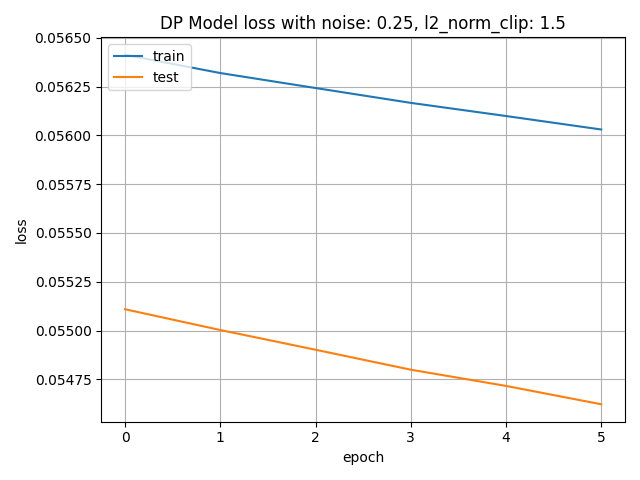 DP Model loss with noise: 0.25, l2_norm_clip: 1.5
train
test
0.05650
0.05625
0.05600
0.05575
0.05550
0.05525
0.05500
0.05475
loss
0 1 2 3 4 5
epoch